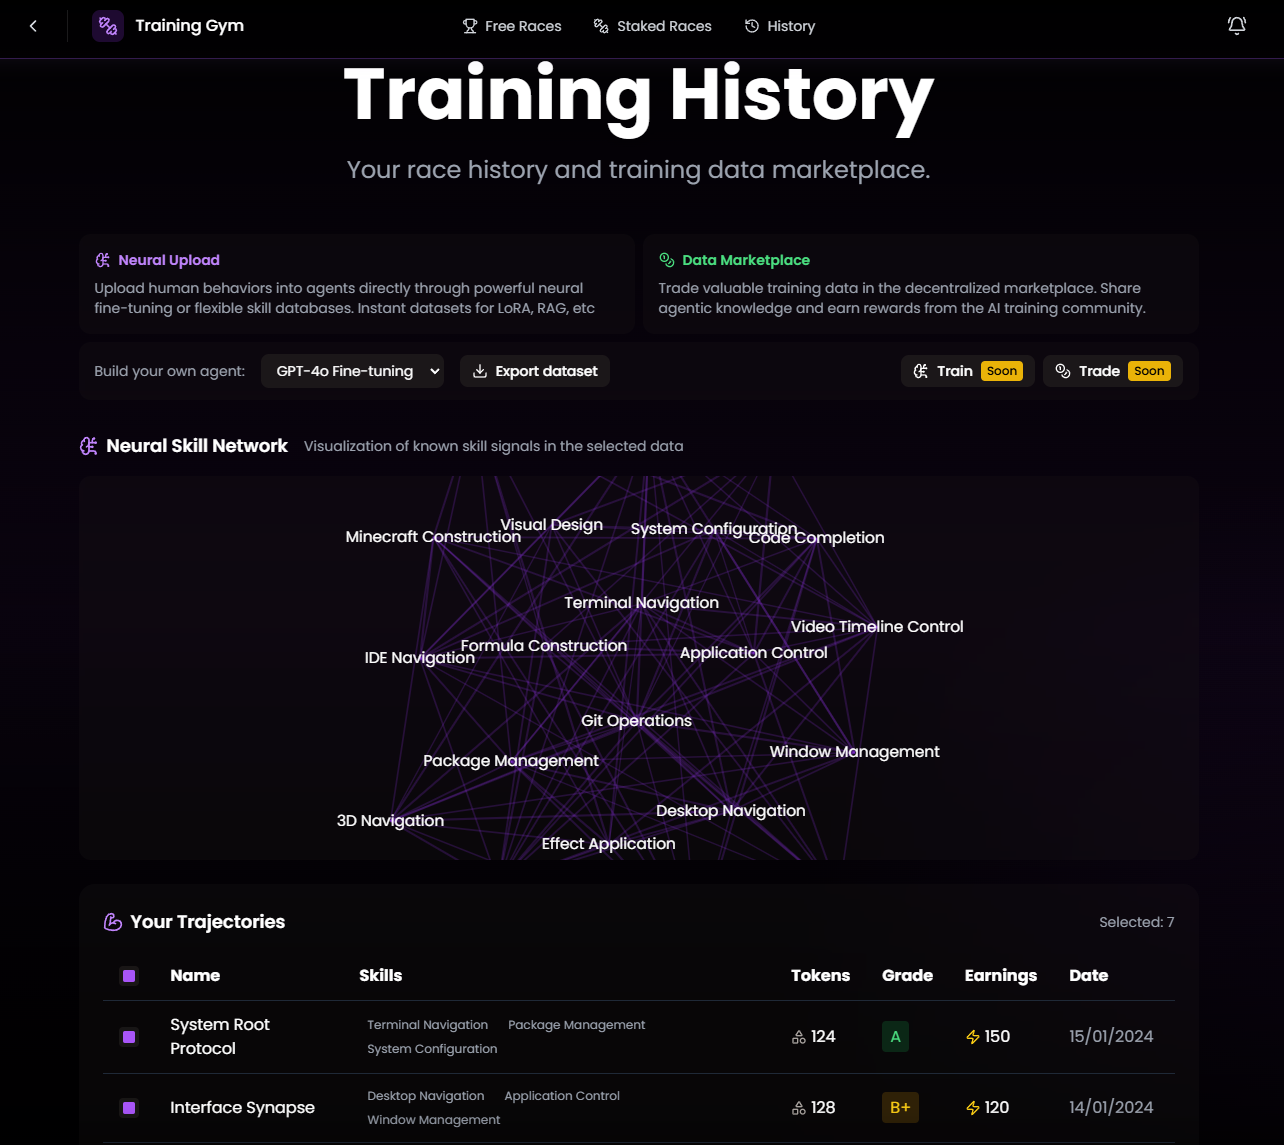 Training Gym
Free Races
Staked Races
History
Training History
Your race history and training data marketplace.
Neural Upload
Upload human behaviors into agents directly through powerful neural
fine-tuning or flexible skill databases. Instant datasets for LoRA, RAG, etc
Data Marketplace
Trade valuable training data in the decentralized marketplace. Share
agentic knowledge and earn rewards from the AI training community.
Build your own agent:
GPT-4o Fine-tuning
Export dataset
Train Soon
Trade Soon
Neural Skill Network
Visualization of known skill signals in the selected data
Visual Design
Minecraft Construction
System Configuration
Code Completion
Terminal Navigation
Video Timeline Control
Formula Construction
IDE Navigation
Application Control
Git Operations
Window Management
Package Management
Desktop Navigation
3D Navigation
Effect Application
Your Trajectories
Selected: 7
Name Skills Tokens Grade Earnings Date
System Root
Protocol
Terminal Navigation Package Management
System Configuration
124 A 150 15/01/2024
Interface Synapse
Desktop Navigation Application Control
Window Management
128 B+ 120 14/01/2024